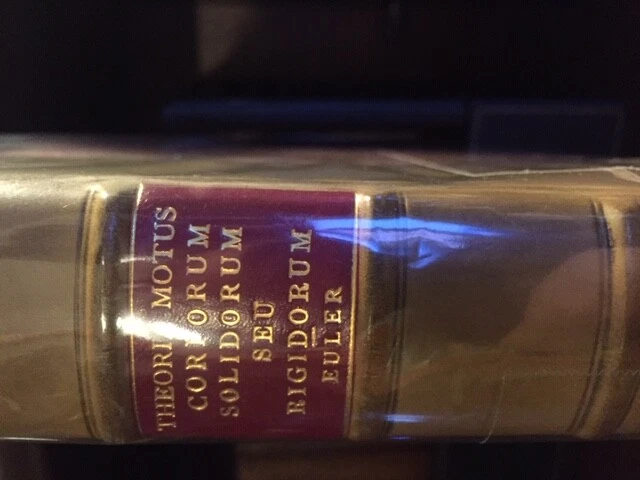 THEORIA MOTUS
CORPORUM
SOLIDORUM
SEU
RIGIDORUM
EULER